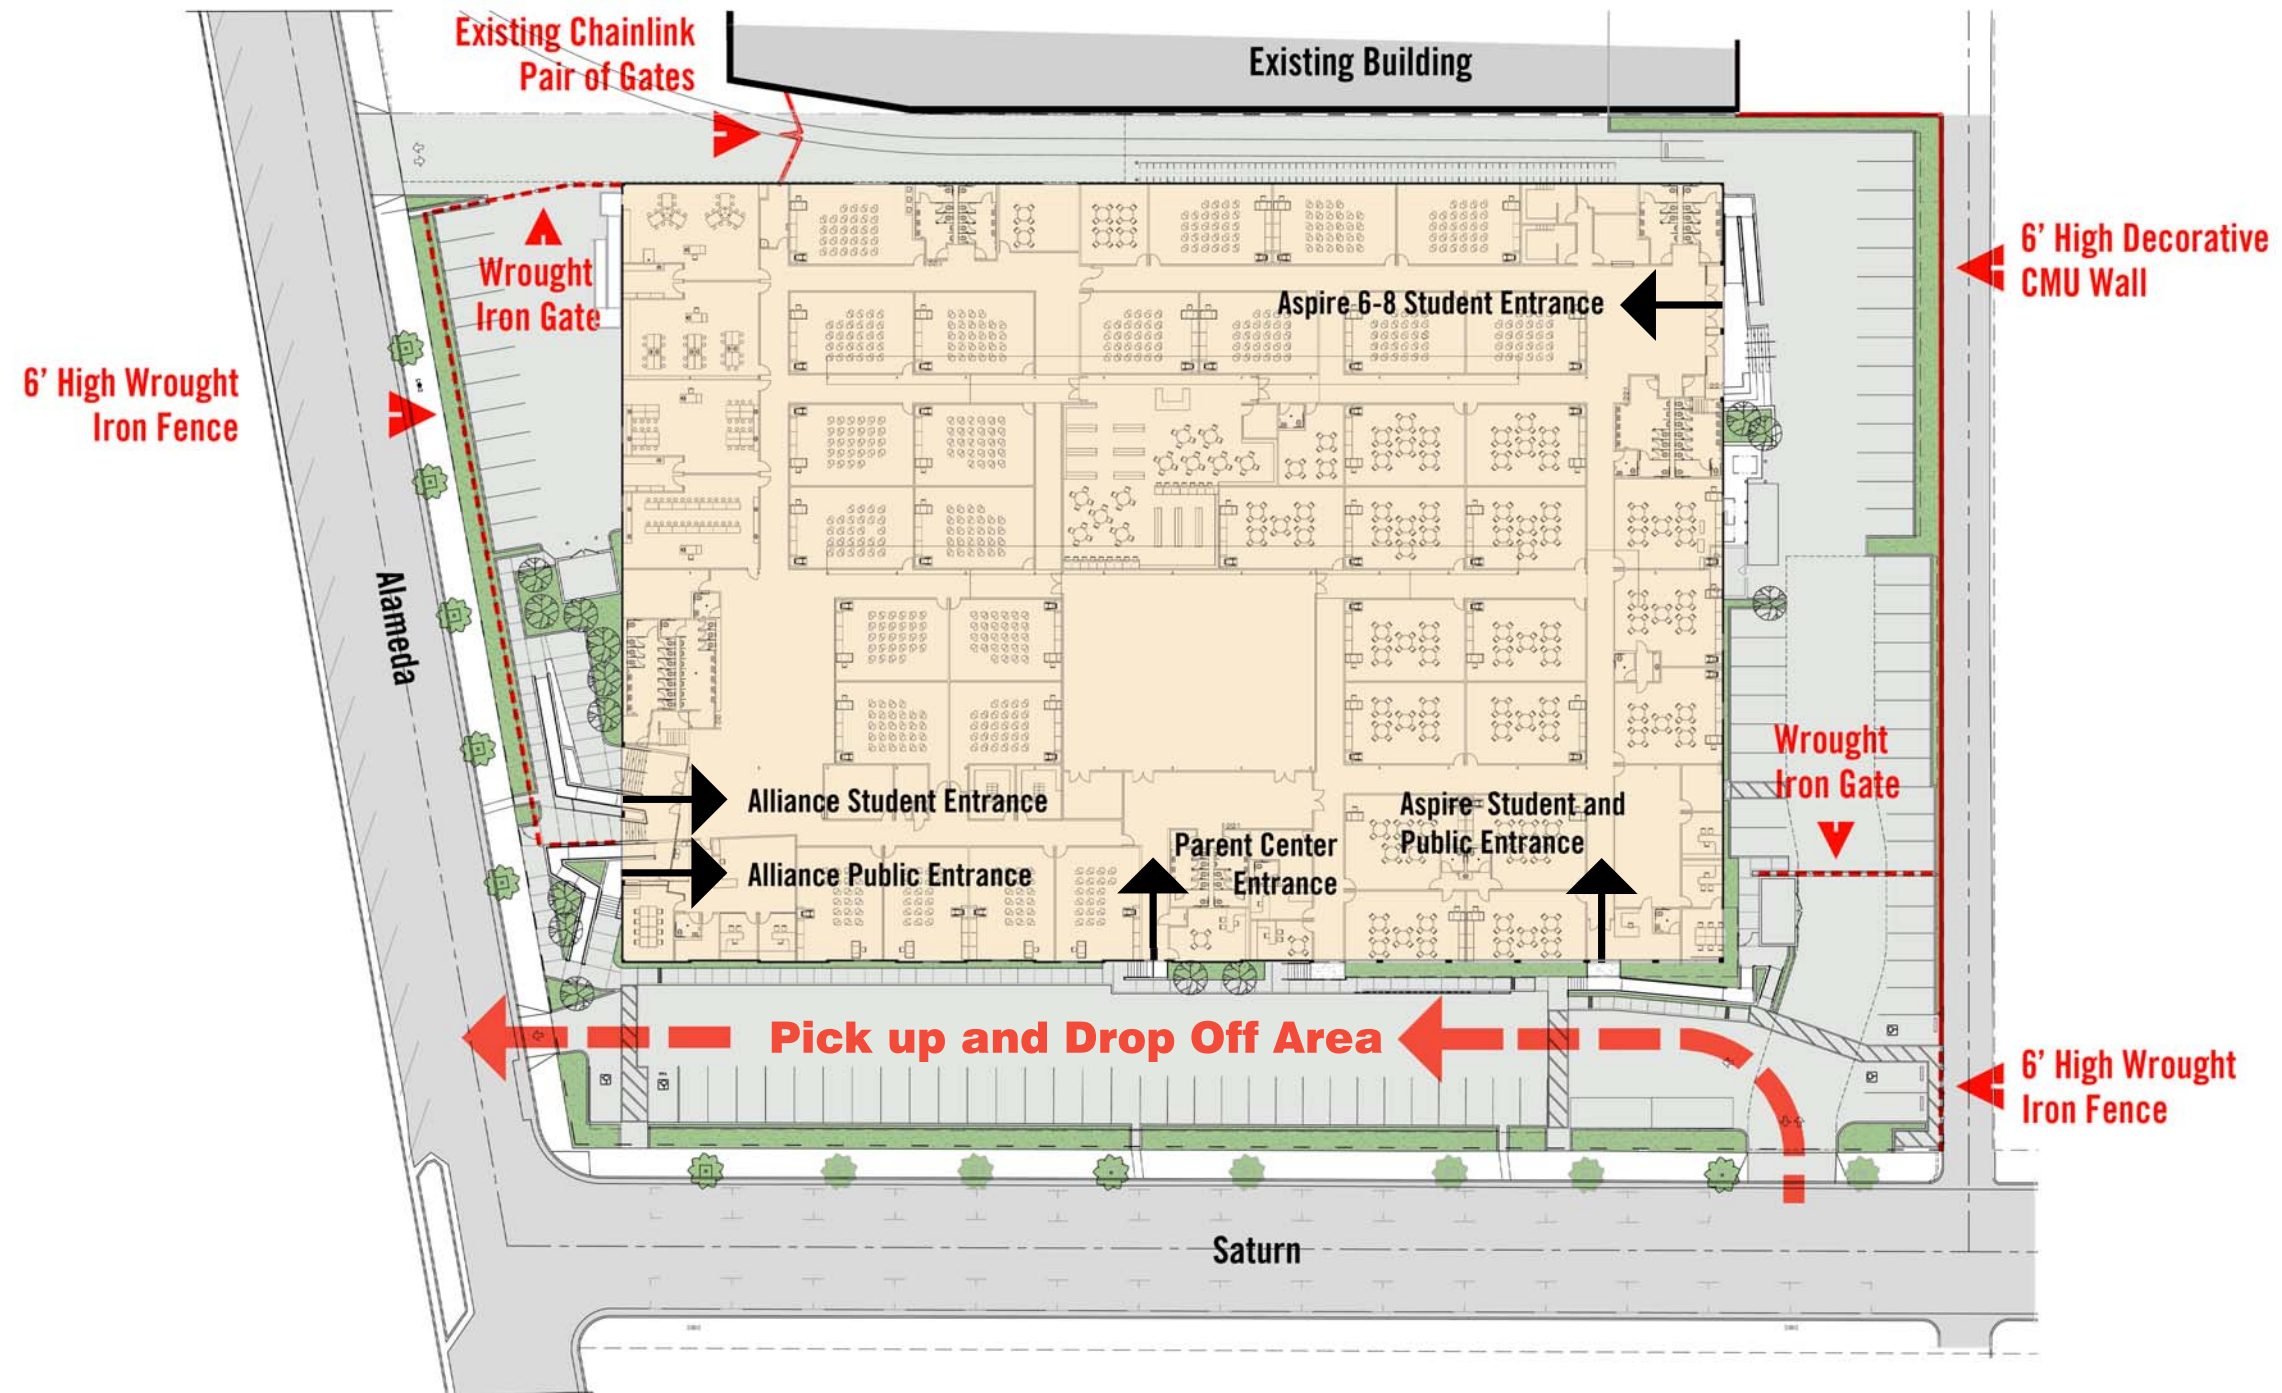 Existing Chainlink
Pair of Gates
Existing Building
Wrought
Iron Gate
6’ High Decorative
CMU Wall
Aspire 6-8 Student Entrance
6’ High Wrought
Iron Fence
Alameda
Wrought
Iron Gate
Alliance Student Entrance
Aspire Student and
Public Entrance
Parent Center
Entrance
Alliance Public Entrance
Pick up and Drop Off Area
6’ High Wrought
Iron Fence
Saturn